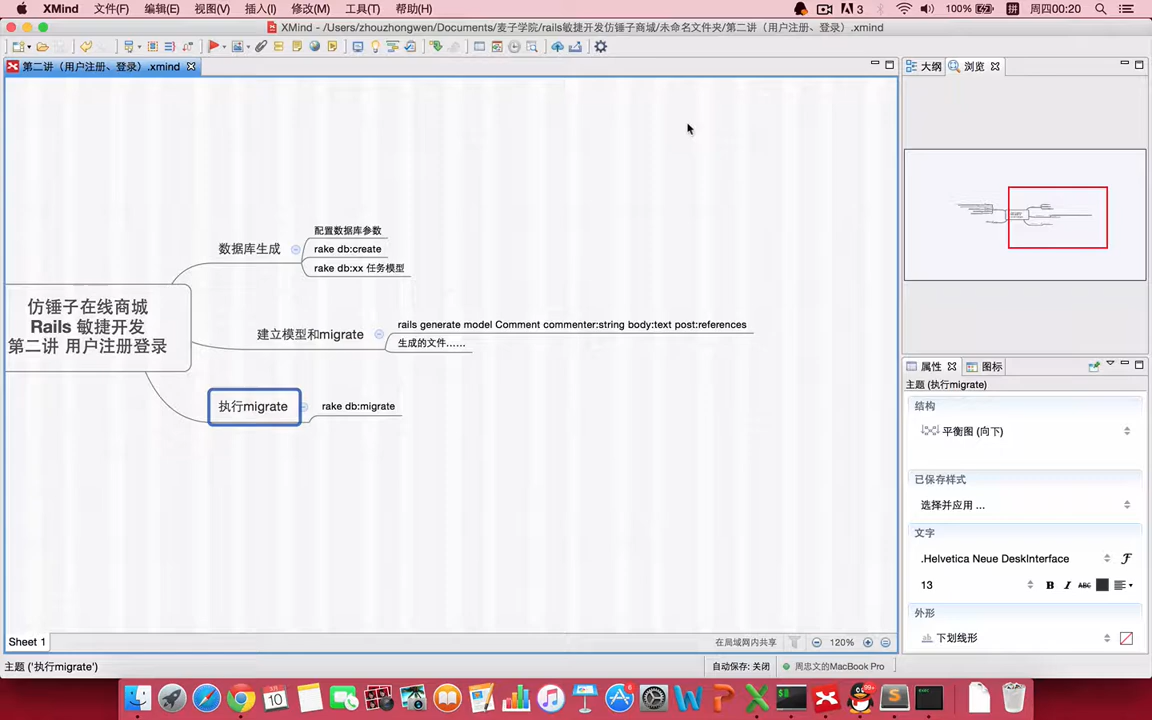 XMind 文件(F) 编辑(E) 视图(V) 插入(I) 修改(M) 工具(T) 帮助(H) 3 100% 拼 周四00:20
XMind - /Users/zhouzhongwen/Documents/麦子学院/rails敏捷开发仿锤子商城/未命名文件夹/第二讲（用户注册、登录）.xmind
第二讲（用户注册、登录）.xmind
大纲 浏览
配置数据库参数
数据库生成
rake db:create
rake db:xx 任务模型
仿锤子在线商城
Rails 敏捷开发
第二讲 用户注册登录
建立模型和migrate
rails generate model Comment commenter:string body:text post:references
生成的文件......
执行migrate
rake db:migrate
属性 图标
主题 (执行migrate)
结构
平衡图 (向下)
已保存样式
选择并应用 ...
文字
.Helvetica Neue DeskInterface
13 B I ABC
外形
下划线形
Sheet 1
在局域网内共享 120%
主题 ('执行migrate')
自动保存: 关闭 周忠文的MacBook Pro